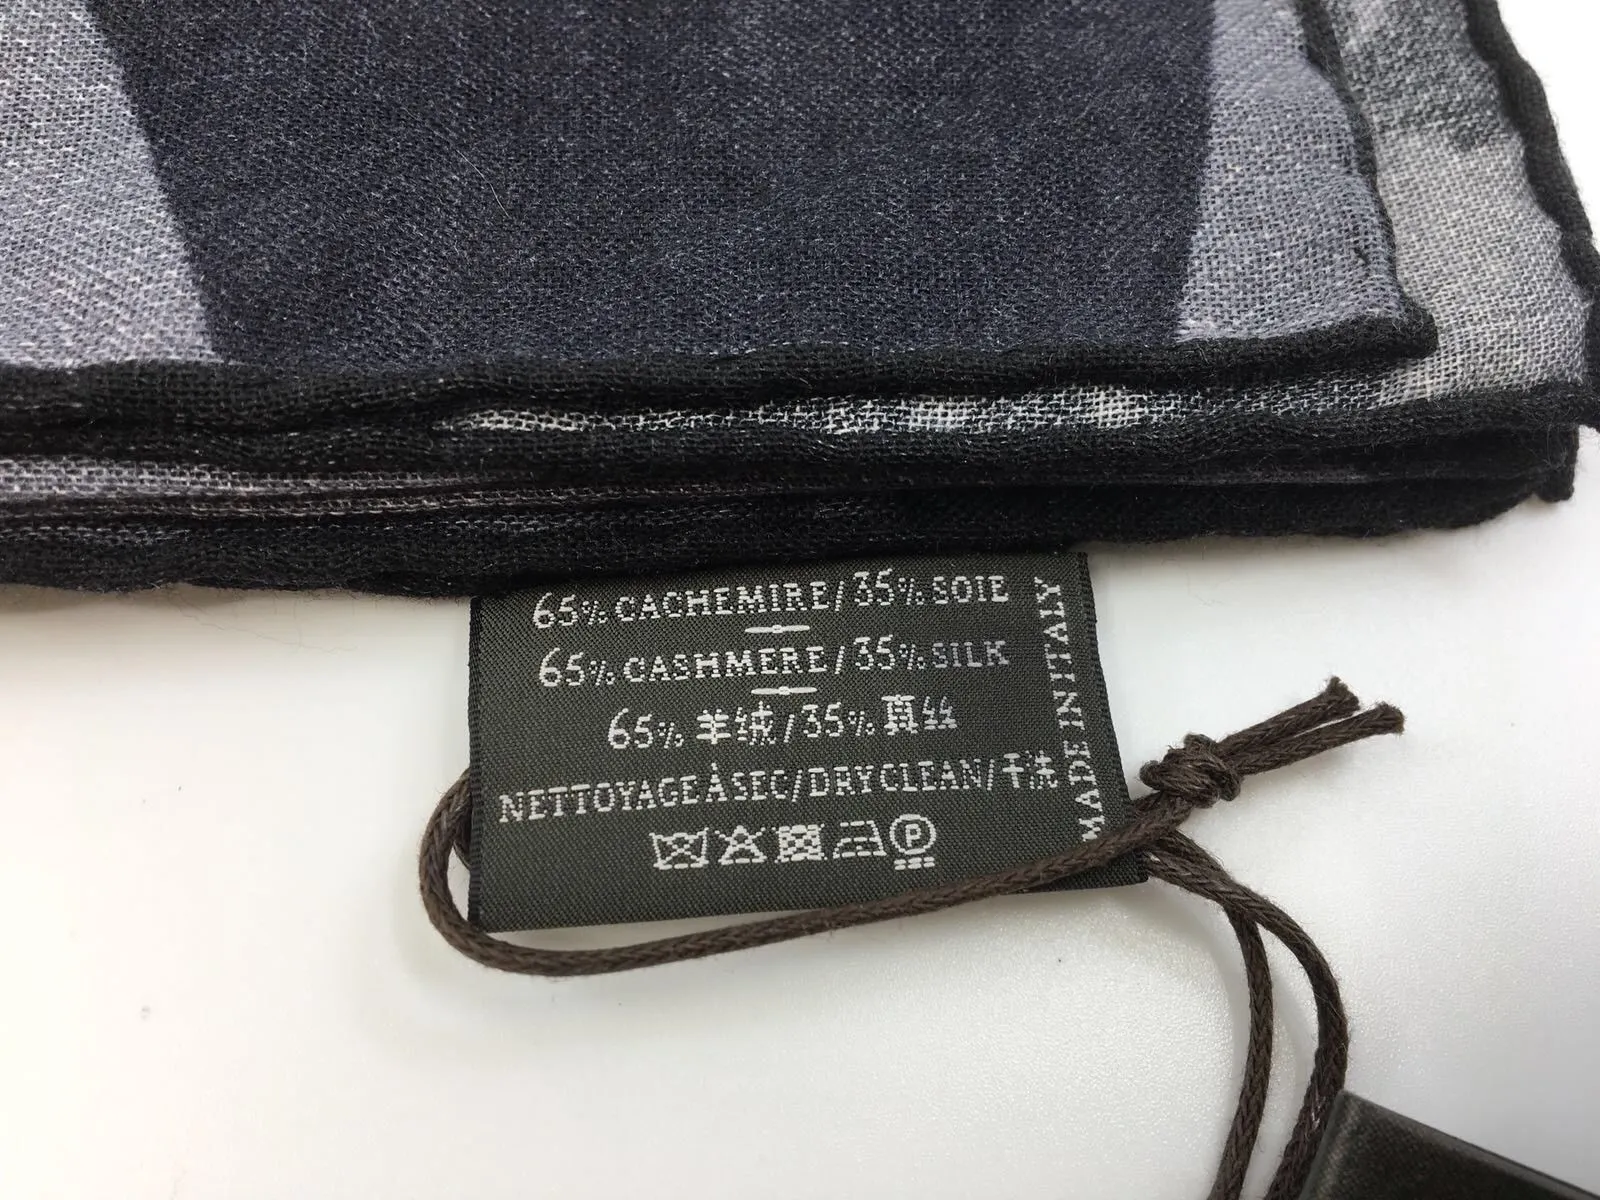 65% CACHEMIRE/35% SOIE
65% CASHMERE/35% SILK
65% 羊绒/35% 真丝
NETTOYAGE À SEC/DRY CLEAN/干洗
P
MADE IN ITALY